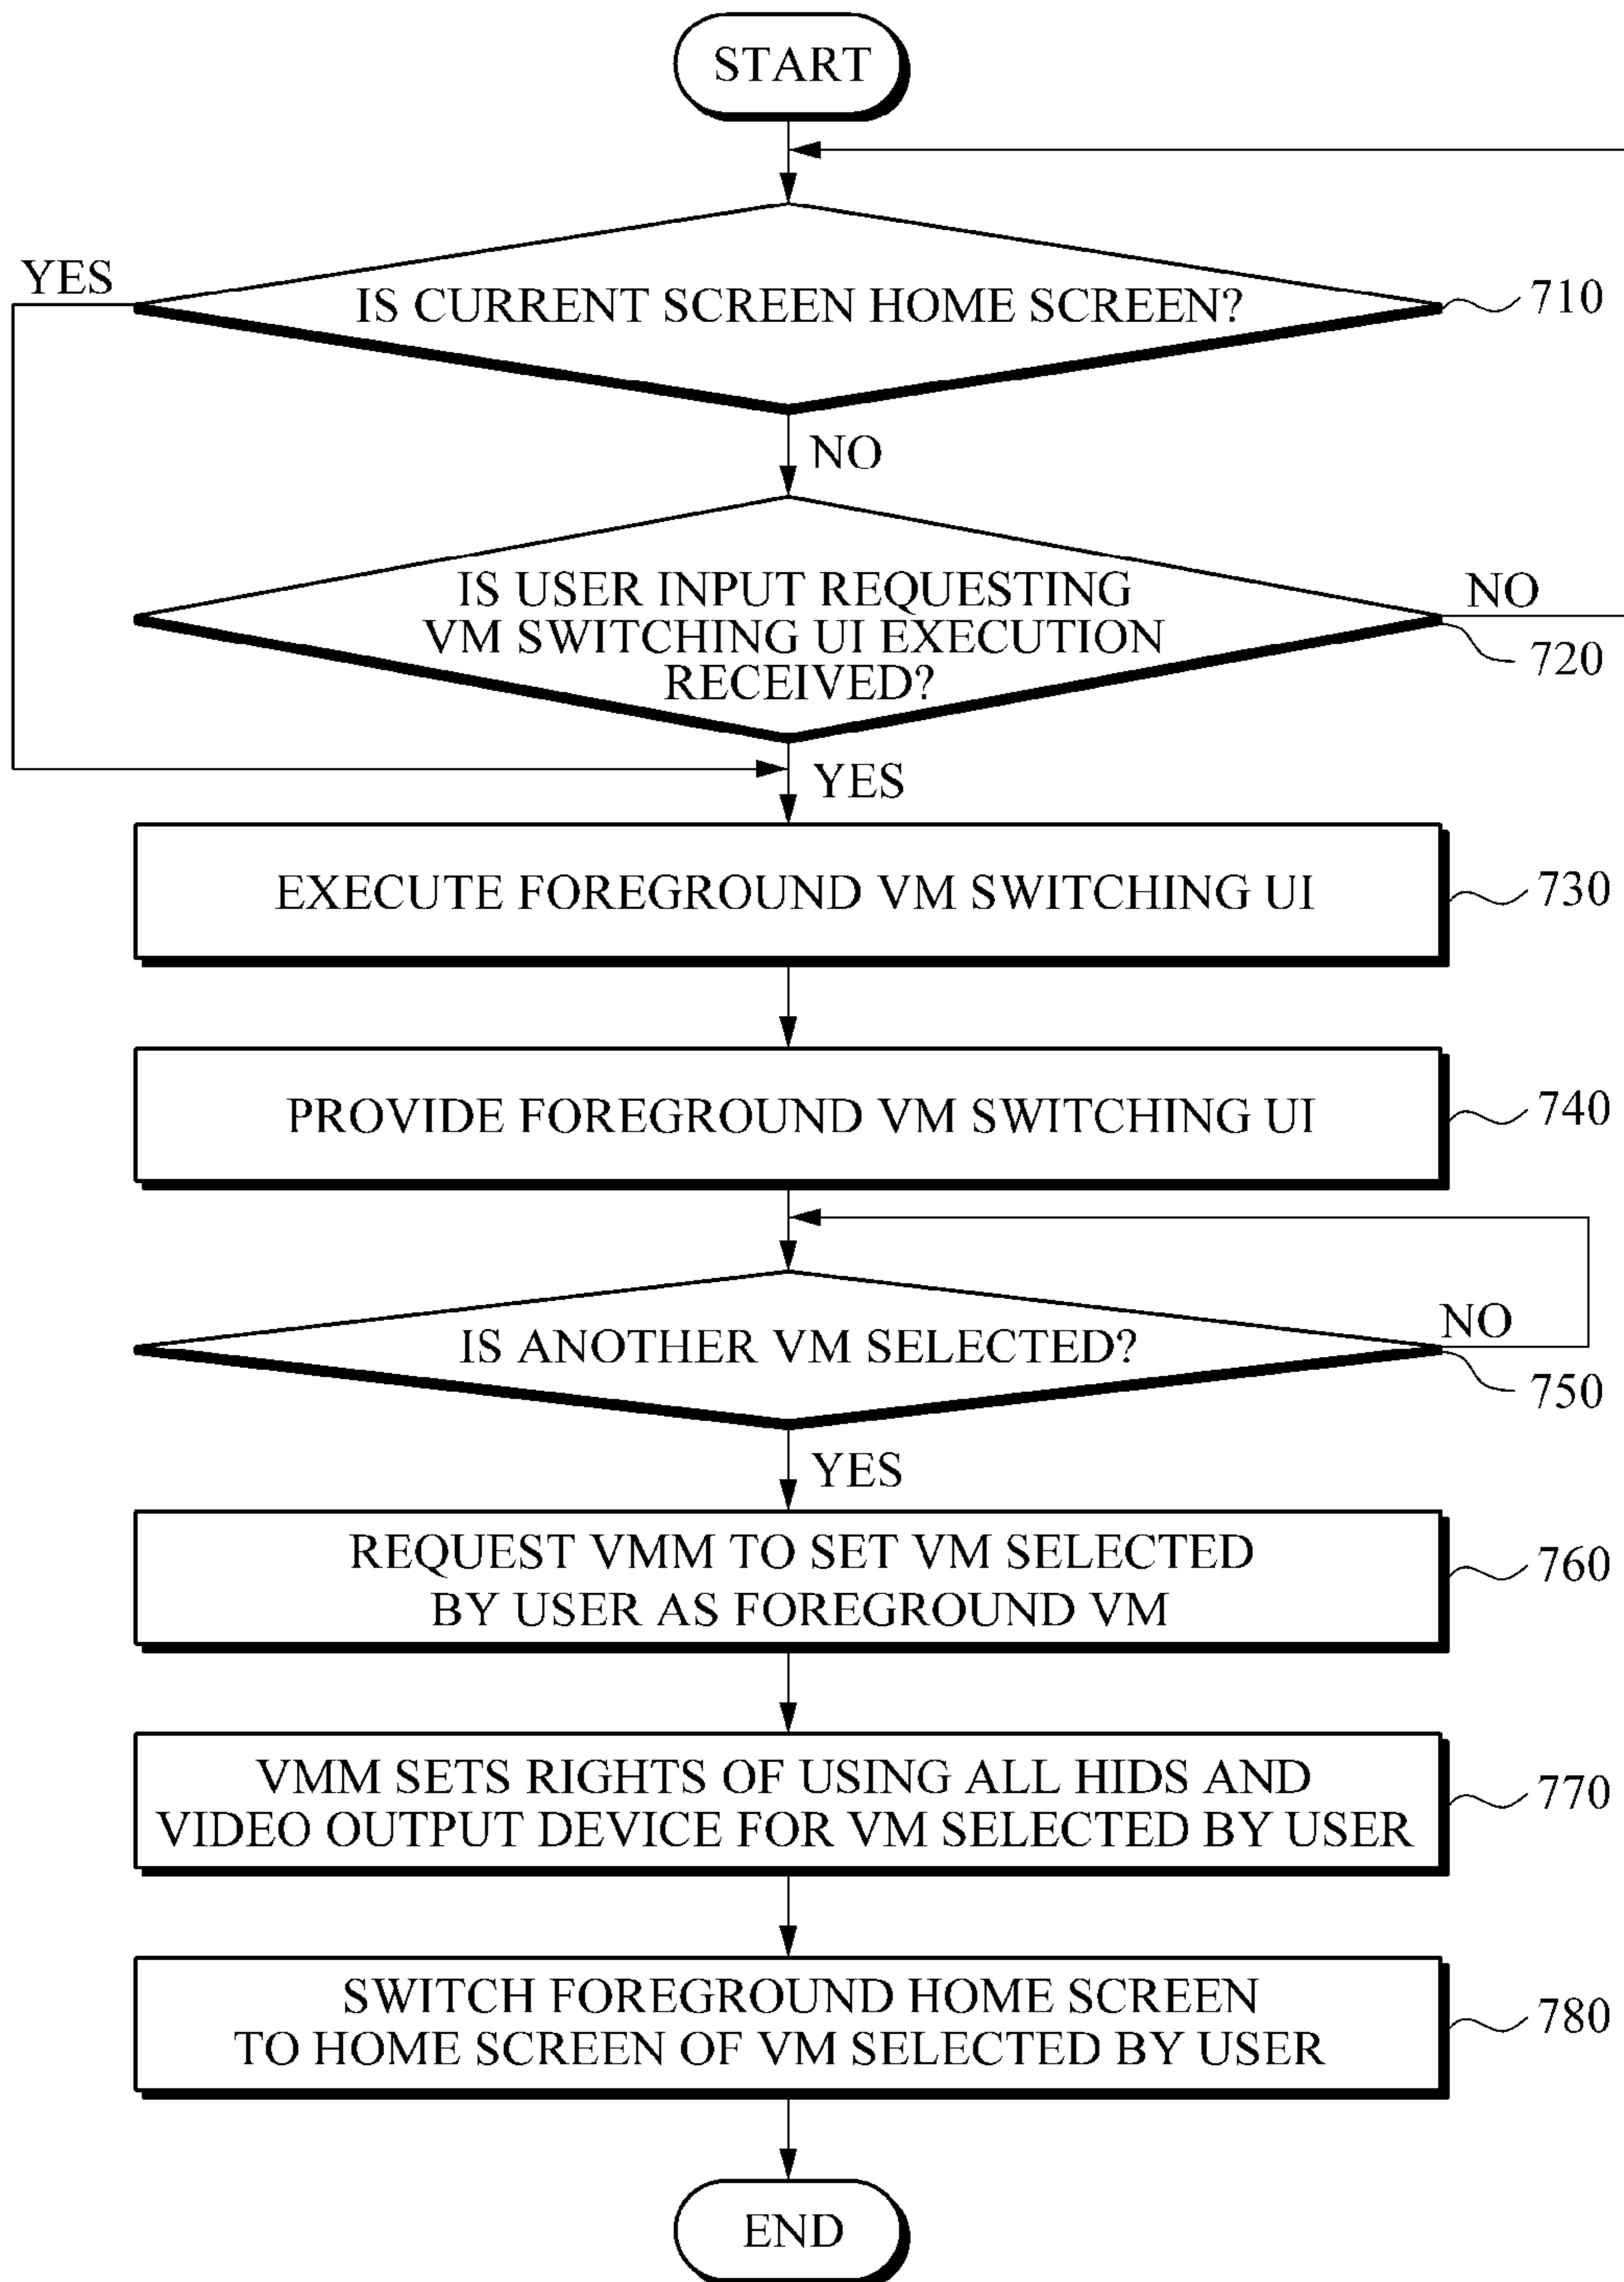 START
YES
IS CURRENT SCREEN HOME SCREEN?
710
NO
IS USER INPUT REQUESTING
VM SWITCHING UI EXECUTION
RECEIVED?
NO
720
YES
EXECUTE FOREGROUND VM SWITCHING UI
730
PROVIDE FOREGROUND VM SWITCHING UI
740
IS ANOTHER VM SELECTED?
NO
750
YES
REQUEST VMM TO SET VM SELECTED
BY USER AS FOREGROUND VM
760
VMM SETS RIGHTS OF USING ALL HIDS AND
VIDEO OUTPUT DEVICE FOR VM SELECTED BY USER
770
SWITCH FOREGROUND HOME SCREEN
TO HOME SCREEN OF VM SELECTED BY USER
780
END